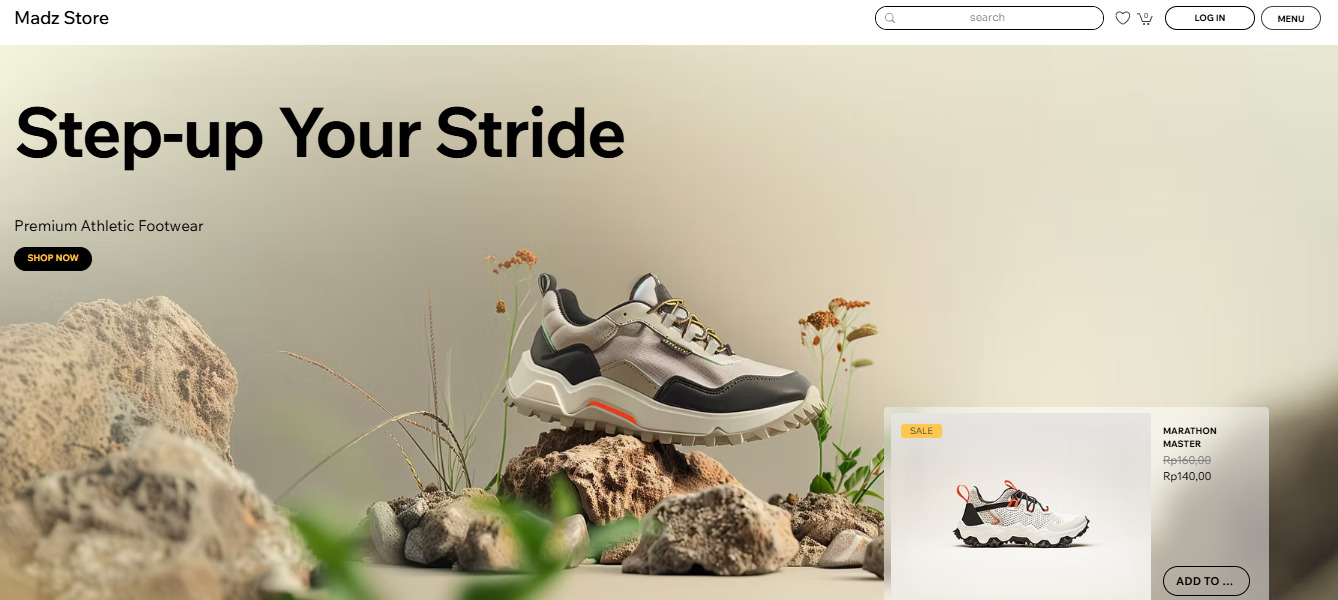 Madz Store
search
0
LOG IN
MENU
Step-up Your Stride
Premium Athletic Footwear
SHOP NOW
SALE
MARATHON
MASTER
Rp160,00
Rp140,00
ADD TO ...